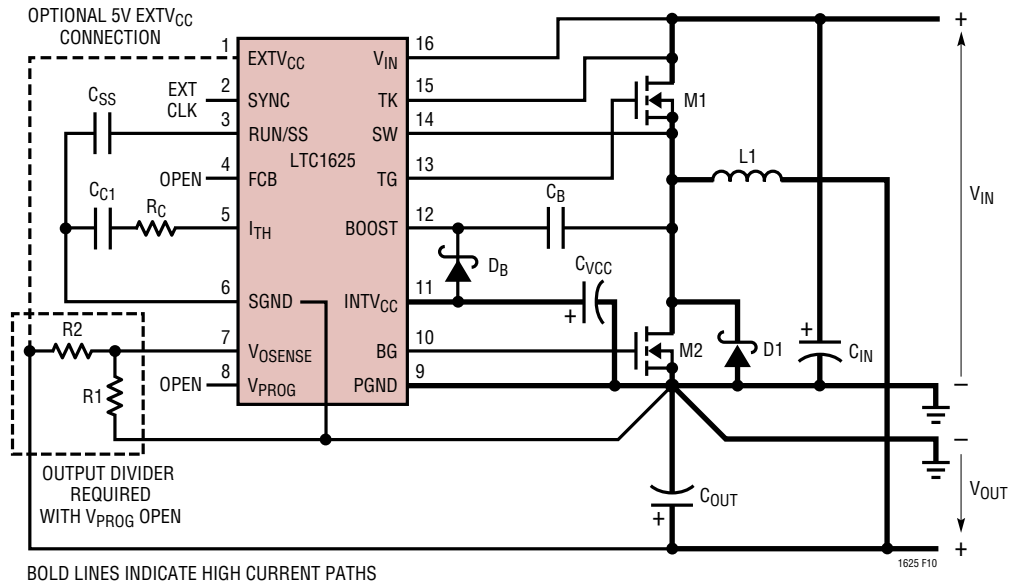 OPTIONAL 5V EXTVCC
CONNECTION
1
EXTVCC
2
EXT
CLK
SYNC
3
RUN/SS
4
OPEN
FCB
5
ITH
6
SGND
7
VOSENSE
8
OPEN
VPROG
LTC1625
16
VIN
15
TK
14
SW
13
TG
12
BOOST
11
INTVCC
10
BG
9
PGND
CSS
CC1
RC
R2
R1
OUTPUT DIVIDER
REQUIRED
WITH VPROG OPEN
CB
DB
CVCC
+
M1
L1
M2
D1
+
CIN
COUT
+
+
VIN
–
–
VOUT
+
1625 F10
BOLD LINES INDICATE HIGH CURRENT PATHS